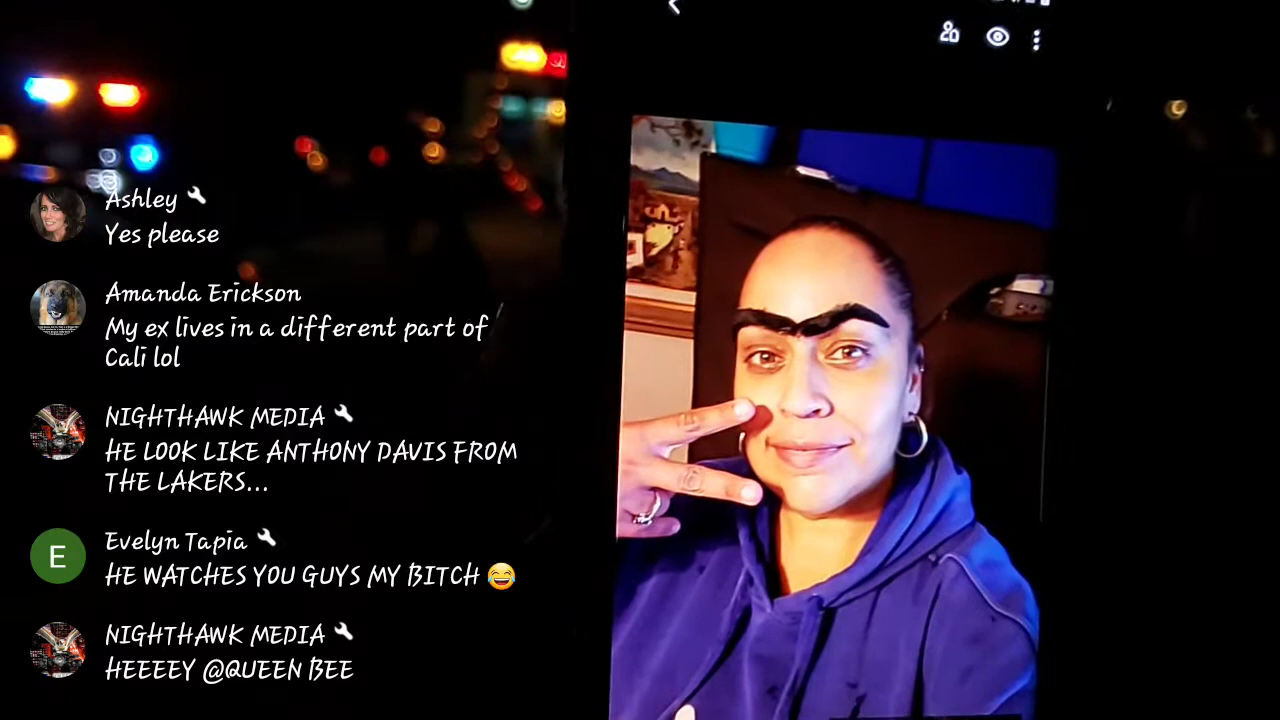 Ashley
Yes please
Amanda Erickson
My ex lives in a different part of
Cali lol
NIGHTHAWK MEDIA
HE LOOK LIKE ANTHONY DAVIS FROM
THE LAKERS...
E
Evelyn Tapia
HE WATCHES YOU GUYS MY BITCH 😂
NIGHTHAWK MEDIA
HEEEEY @QUEEN BEE